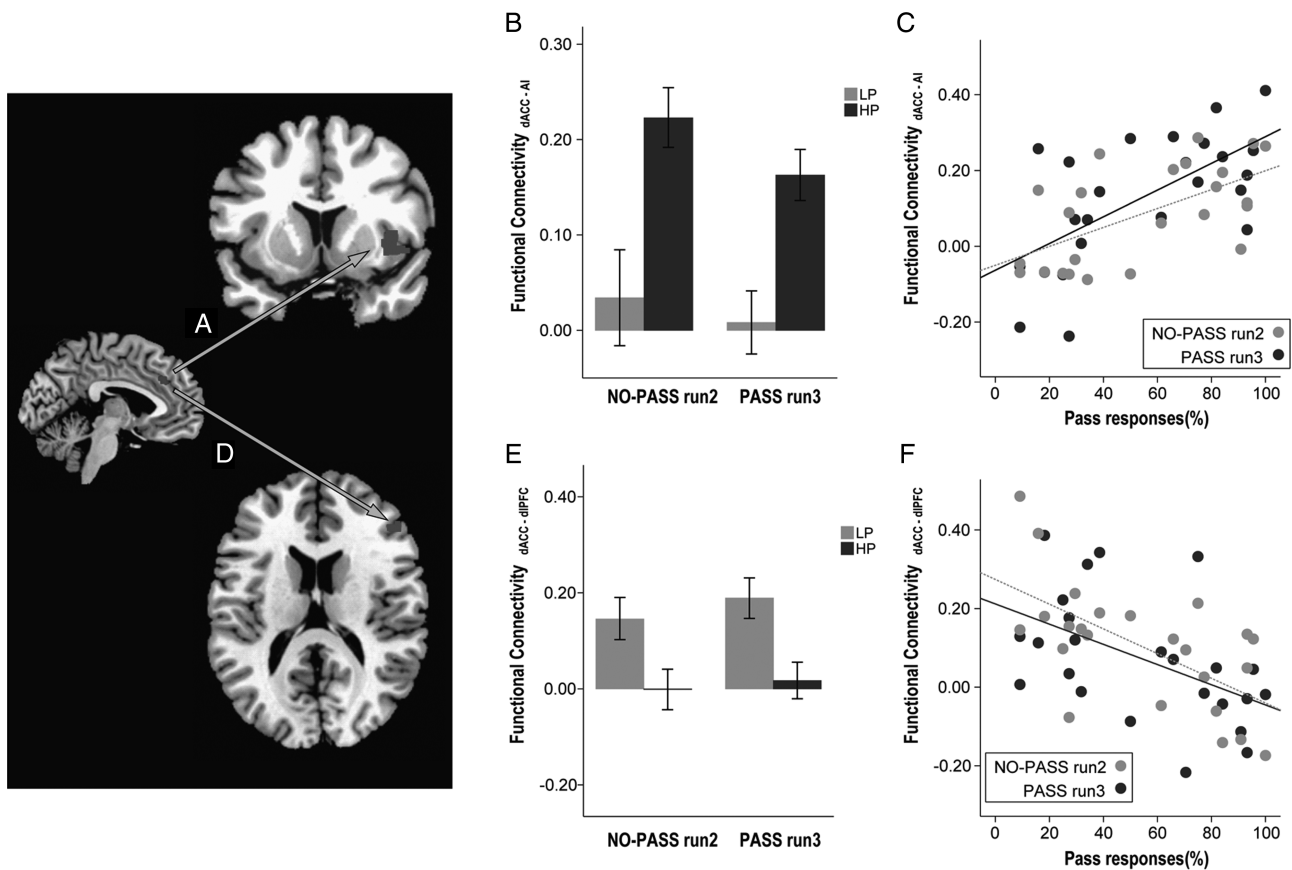 A
D
B
Functional Connectivity dACC - AI
0.30
0.20
0.10
0.00
NO-PASS run2
PASS run3
LP
HP
C
Functional Connectivity dACC - AI
0.40
0.20
0.00
-0.20
NO-PASS run2
PASS run3
0 20 40 60 80 100
Pass responses(%)
E
Functional Connectivity dACC - dlPFC
0.40
0.20
0.00
-0.20
NO-PASS run2
PASS run3
LP
HP
F
Functional Connectivity dACC - dlPFC
0.40
0.20
0.00
-0.20
NO-PASS run2
PASS run3
0 20 40 60 80 100
Pass responses(%)